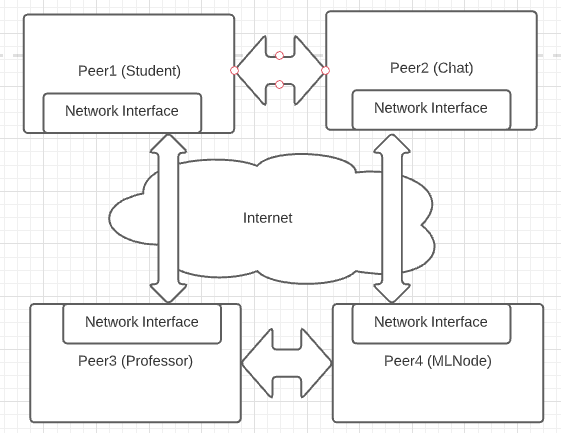 Peer1 (Student)
Network Interface
Peer2 (Chat)
Network Interface
Internet
Network Interface
Peer3 (Professor)
Network Interface
Peer4 (MLNode)